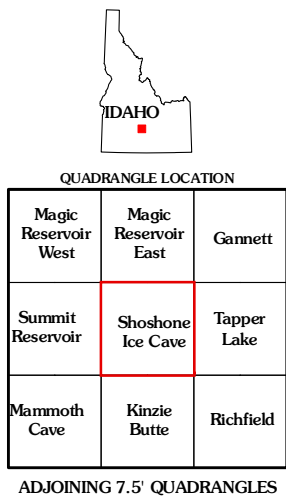 IDAHO
QUADRANGLE LOCATION
Magic
Reservoir
West
Magic
Reservoir
East
Gannett
Summit
Reservoir
Shoshone
Ice Cave
Tapper
Lake
Mammoth
Cave
Kinzie
Butte
Richfield
ADJOINING 7.5' QUADRANGLES